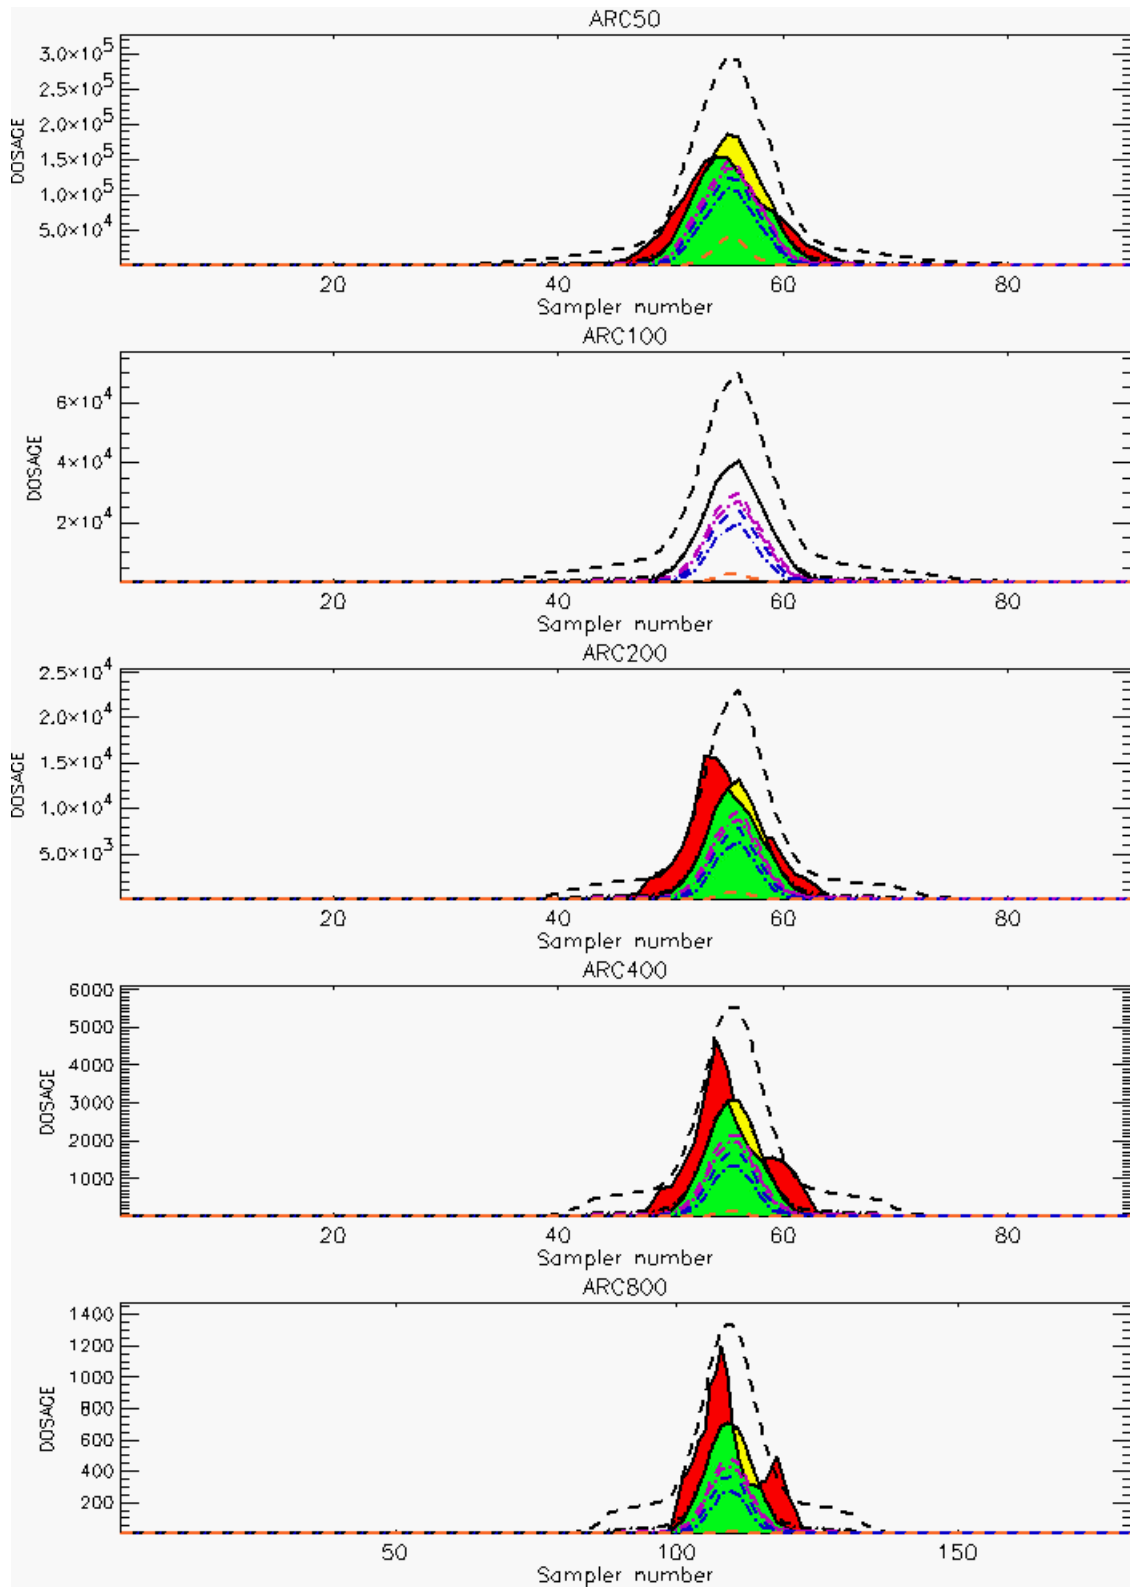 ARC50
3.0×10^5
2.5×10^5
2.0×10^5
1.5×10^5
1.0×10^5
5.0×10^4
DOSAGE
20 40 60 80
Sampler number
ARC100
6×10^4
4×10^4
2×10^4
DOSAGE
20 40 60 80
Sampler number
ARC200
2.5×10^4
2.0×10^4
1.5×10^4
1.0×10^4
5.0×10^3
DOSAGE
20 40 60 80
Sampler number
ARC400
6000
5000
4000
3000
2000
1000
DOSAGE
20 40 60 80
Sampler number
ARC800
1400
1200
1000
800
600
400
200
DOSAGE
50 100 150
Sampler number